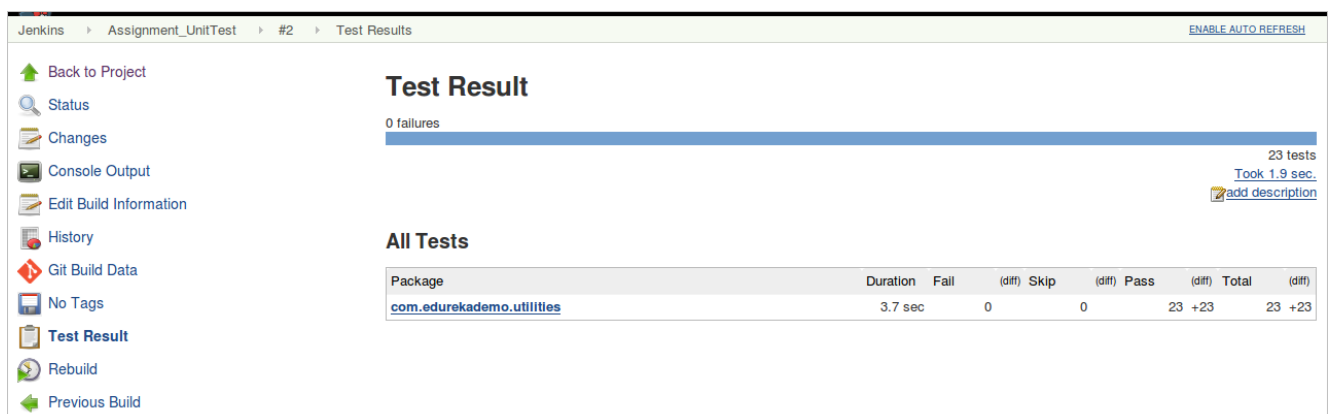 Jenkins Assignment_UnitTest #2 Test Results ENABLE AUTO REFRESH
Back to Project
Status
Changes
Console Output
Edit Build Information
History
Git Build Data
No Tags
Test Result
Rebuild
Previous Build
Test Result
0 failures
23 tests
Took 1.9 sec.
add description
All Tests
Package Duration Fail (diff) Skip (diff) Pass (diff) Total (diff)
com.edurekademo.utilities 3.7 sec 0 0 23 +23 23 +23